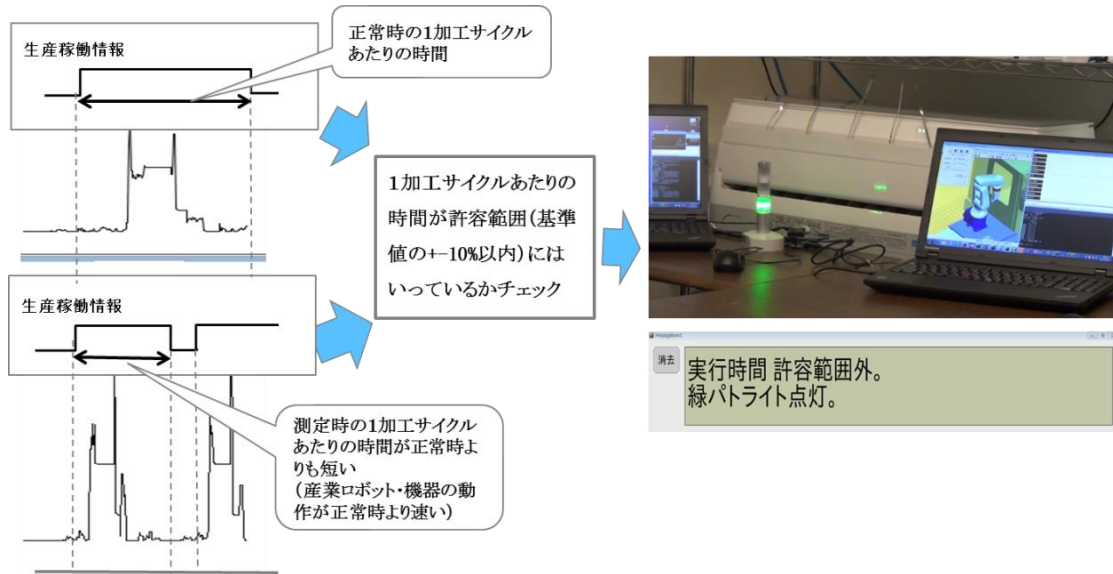 生産稼働情報
正常時の1加工サイクル
あたりの時間
生産稼働情報
測定時の1加工サイクル
あたりの時間が正常時よ
りも短い
(産業ロボット・機器の動
作が正常時より速い)
1加工サイクルあたりの
時間が許容範囲(基準
値の+-10%以内)には
いっているかチェック
MessageBoard
消去
実行時間 許容範囲外。
緑パトライト点灯。